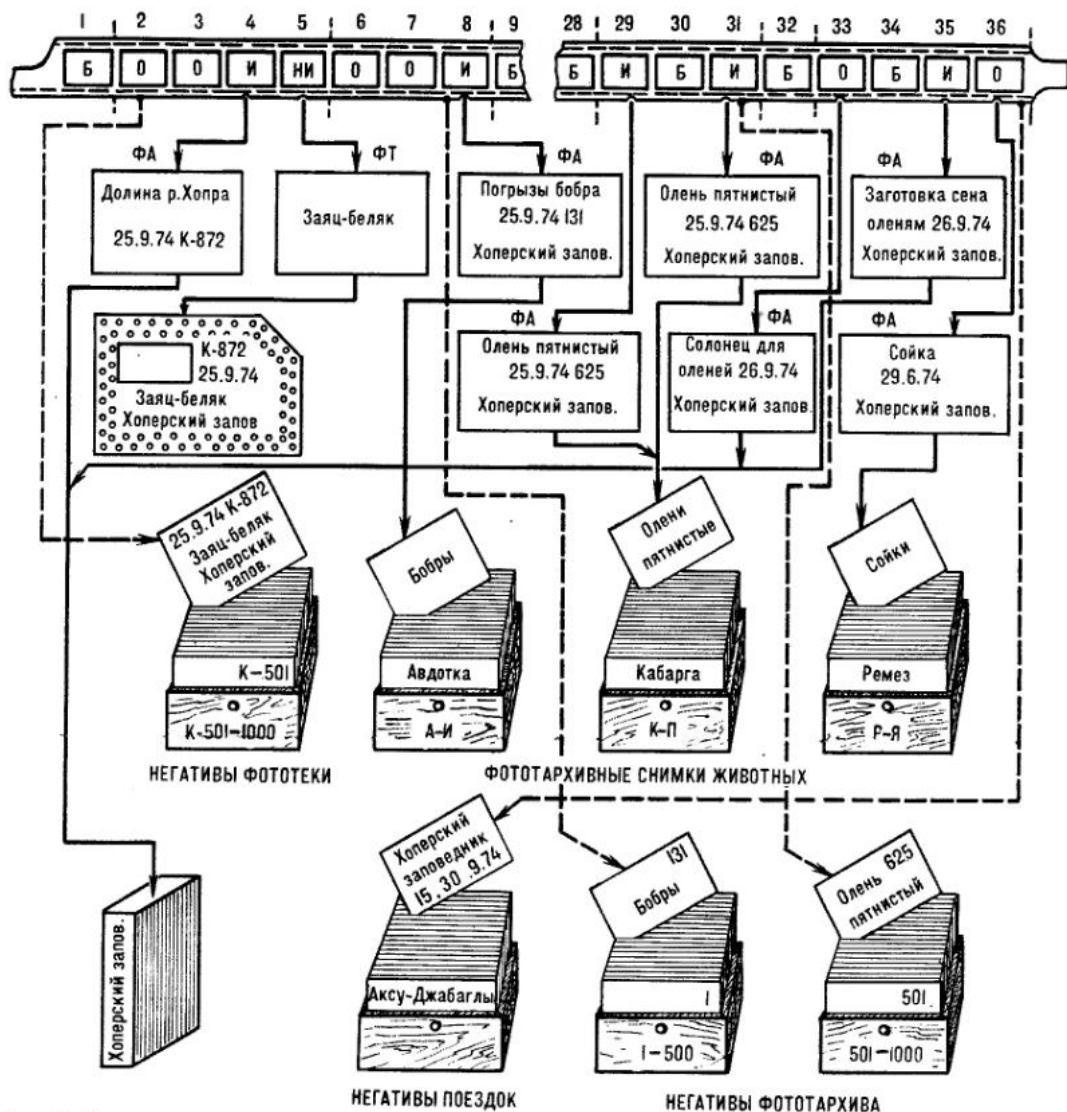 1 2 3 4 5 6 7 8 9 28 29 30 31 32 33 34 35 36
Б О О И НИ О О И Б Б И Б И Б О Б И О
ФА ФТ ФА ФА ФА
Долина р.Хопра
25.9.74 К-872
Заяц-беляк
Погрызы бобра
25.9.74 131
Хоперский запов.
Олень пятнистый
25.9.74 625
Хоперский запов.
Заготовка сена
оленям 26.9.74
Хоперский запов.
К-872
25.9.74
Заяц-беляк
Хоперский запов
ФА ФА ФА
Олень пятнистый
25.9.74 625
Хоперский запов.
Солонец для
оленей 26.9.74
Хоперский запов.
Сойка
29.6.74
Хоперский запов.
25.9.74 К-872
Заяц-беляк
Хоперский
запов.
К-501
К-501-1000
Бобры
Авдотка
А-И
Олени
пятнистые
Кабарга
К-П
Сойки
Ремез
Р-Я
НЕГАТИВЫ ФОТОТЕКИ
ФОТОТАРХИВНЫЕ СНИМКИ ЖИВОТНЫХ
Хоперский запов.
Хоперский
заповедник
15.30.9.74
Аксу-Джабаглы
131
Бобры
1
1-500
Олень 625
пятнистый
501
501-1000
НЕГАТИВЫ ПОЕЗДОК
НЕГАТИВЫ ФОТОТАРХИВА